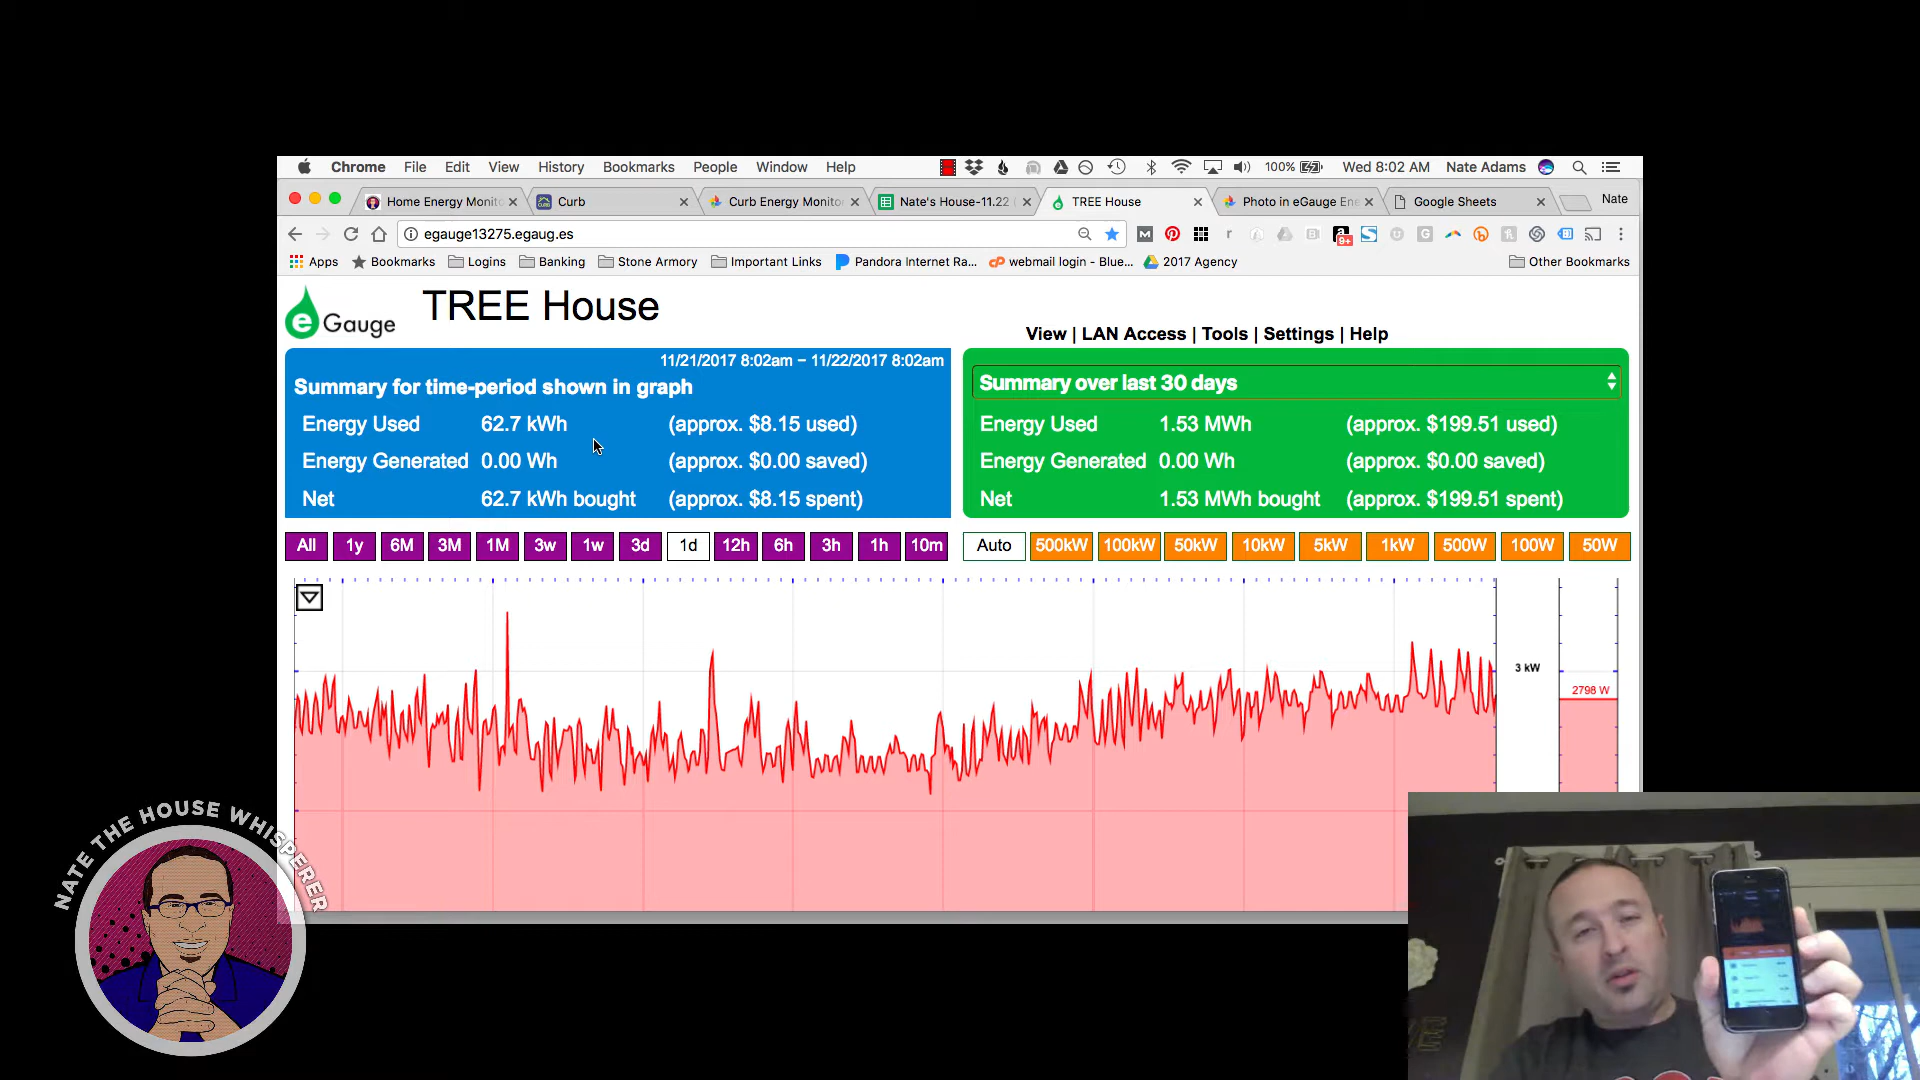 Chrome File Edit View History Bookmarks People Window Help 100% Wed 8:02 AM Nate Adams
Home Energy Monito Curb Curb Energy Monito Nate's House-11.22 ( TREE House Photo in eGauge Ene Google Sheets Nate
egauge13275.egaug.es
Apps Bookmarks Logins Banking Stone Armory Important Links Pandora Internet Ra... webmail login - Blue... 2017 Agency Other Bookmarks
eGauge
TREE House
View | LAN Access | Tools | Settings | Help
11/21/2017 8:02am – 11/22/2017 8:02am
Summary for time-period shown in graph
Energy Used 62.7 kWh (approx. $8.15 used)
Energy Generated 0.00 Wh (approx. $0.00 saved)
Net 62.7 kWh bought (approx. $8.15 spent)
Summary over last 30 days
Energy Used 1.53 MWh (approx. $199.51 used)
Energy Generated 0.00 Wh (approx. $0.00 saved)
Net 1.53 MWh bought (approx. $199.51 spent)
All 1y 6M 3M 1M 3w 1w 3d 1d 12h 6h 3h 1h 10m
Auto 500kW 100kW 50kW 10kW 5kW 1kW 500W 100W 50W
3 kW
2798 W
NATE THE HOUSE WHISPERER